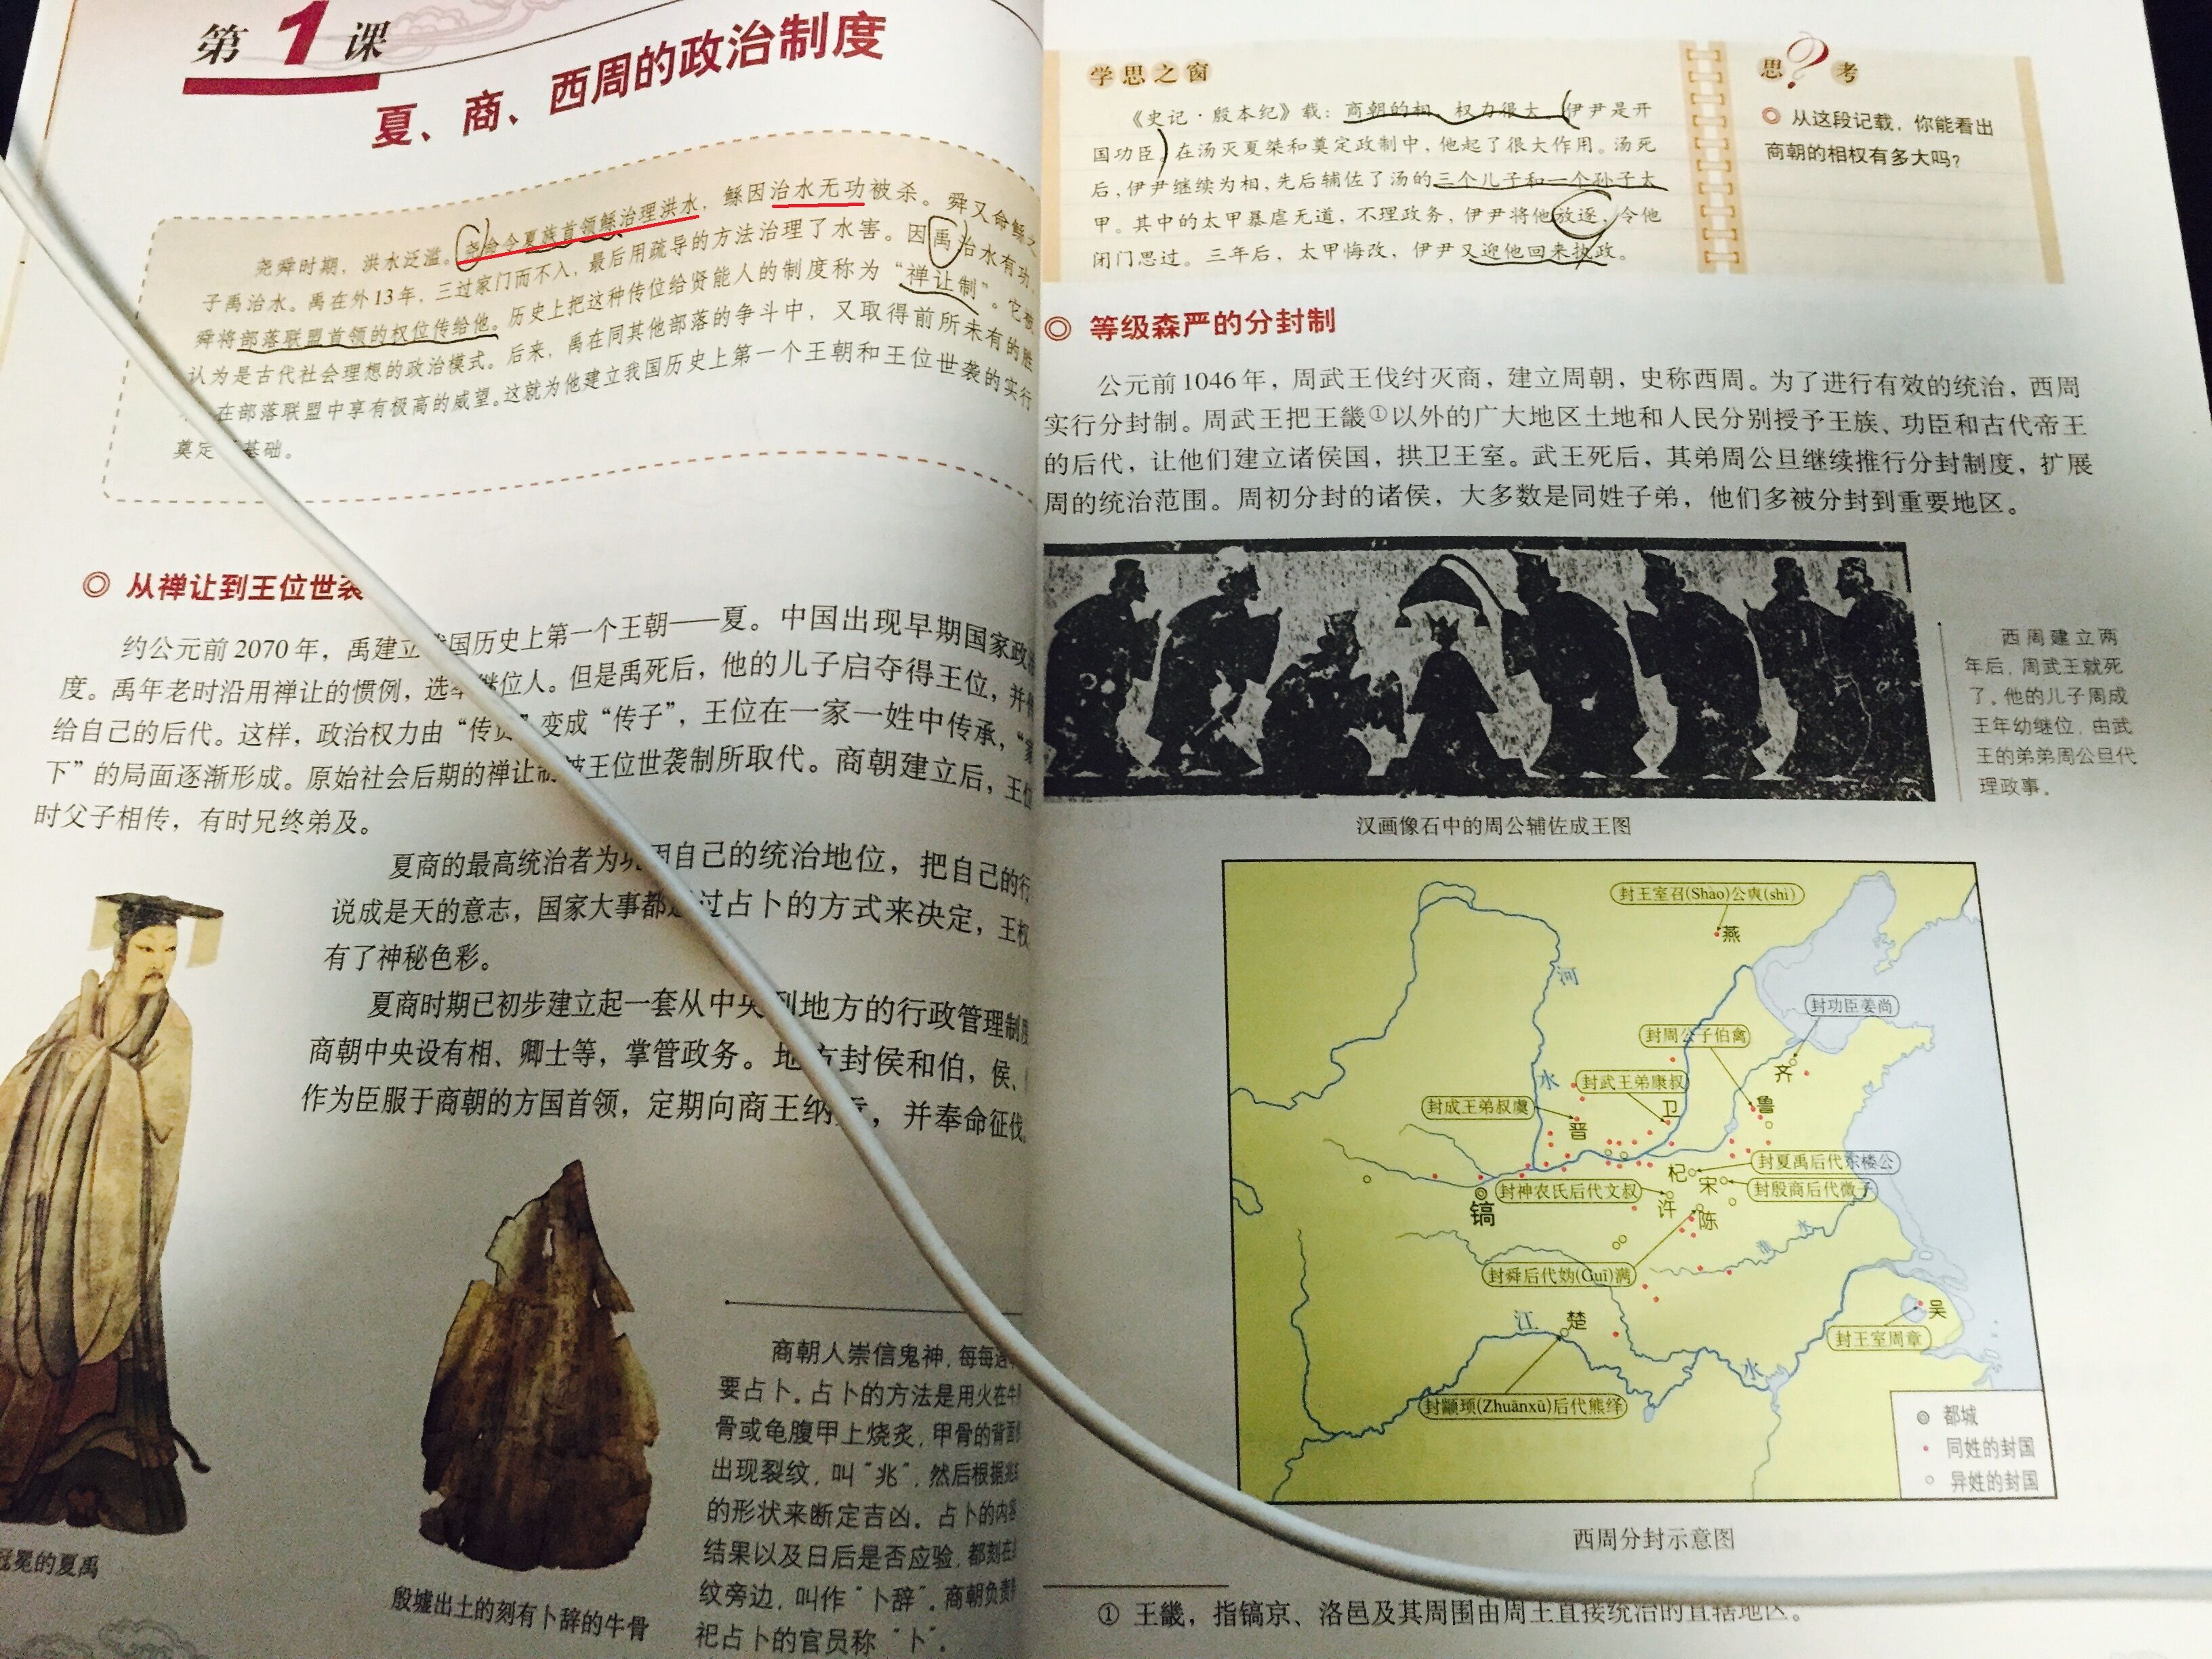 第1课
夏、商、西周的政治制度
尧舜时期，洪水泛滥。尧命令夏族首领鲧治理洪水，鲧因治水无功被杀。舜又命鲧之
子禹治水。禹在外13年，三过家门而不入，最后用疏导的方法治理了水害。因禹治水有功，
舜将部落联盟首领的权位传给他。历史上把这种传位给贤能人的制度称为“禅让制”。它被
认为是古代社会理想的政治模式。后来，禹在同其他部落的争斗中，又取得前所未有的胜
在部落联盟中享有极高的威望。这就为他建立我国历史上第一个王朝和王位世袭的实行
奠定 基础。
◎ 从禅让到王位世袭
约公元前2070年，禹建立 国历史上第一个王朝——夏。中国出现早期国家政
度。禹年老时沿用禅让的惯例，选 继位人。但是禹死后，他的儿子启夺得王位，并
给自己的后代。这样，政治权力由“传贤”变成“传子”，王位在一家一姓中传承，“家
下”的局面逐渐形成。原始社会后期的禅让制被王位世袭制所取代。商朝建立后，王位
时父子相传，有时兄终弟及。
夏商的最高统治者为巩固自己的统治地位，把自己的行
说成是天的意志，国家大事都通过占卜的方式来决定，王权
有了神秘色彩。
夏商时期已初步建立起一套从中央到地方的行政管理制度
商朝中央设有相、卿士等，掌管政务。地方封侯和伯，侯、
作为臣服于商朝的方国首领，定期向商王纳 ，并奉命征伐。
冠冕的夏禹
殷墟出土的刻有卜辞的牛骨
商朝人崇信鬼神，每每遇
要占卜。占卜的方法是用火在牛
骨或龟腹甲上烧炙，甲骨的背面
出现裂纹，叫“兆”，然后根据兆
的形状来断定吉凶。占卜的内容
结果以及日后是否应验，都刻在
纹旁边，叫作“卜辞”。商朝负责
祀占卜的官员称“卜”。
学思之窗
《史记·殷本纪》载：商朝的相，权力很大。伊尹是开
国功臣，在汤灭夏桀和奠定政制中，他起了很大作用。汤死
后，伊尹继续为相，先后辅佐了汤的三个儿子和一个孙子太
甲。其中的太甲暴虐无道，不理政务，伊尹将他放逐，令他
闭门思过。三年后，太甲悔改，伊尹又迎他回来执政。
思?考
◎ 从这段记载，你能看出
商朝的相权有多大吗？
◎ 等级森严的分封制
公元前1046年，周武王伐纣灭商，建立周朝，史称西周。为了进行有效的统治，西周
实行分封制。周武王把王畿①以外的广大地区土地和人民分别授予王族、功臣和古代帝王
的后代，让他们建立诸侯国，拱卫王室。武王死后，其弟周公旦继续推行分封制度，扩展
周的统治范围。周初分封的诸侯，大多数是同姓子弟，他们多被分封到重要地区。
西周建立两
年后，周武王就死
了。他的儿子周成
王年幼继位，由武
王的弟弟周公旦代
理政事。
汉画像石中的周公辅佐成王图
封王室召(Shào)公奭(shì)
燕
河
封功臣姜尚
封周公子伯禽
齐
水
封武王弟康叔
卫
鲁
封成王弟叔虞
晋
封夏禹后代东楼公
杞
封神农氏后代文叔
宋
封殷商后代微子
镐
许
陈
淮
水
封舜后代妫(Guī)满
江
楚
吴
封王室周章
水
封颛顼(Zhuānxū)后代熊绎
都城
同姓的封国
异姓的封国
西周分封示意图
① 王畿，指镐京、洛邑及其周围由周王直接统治的直辖地区。